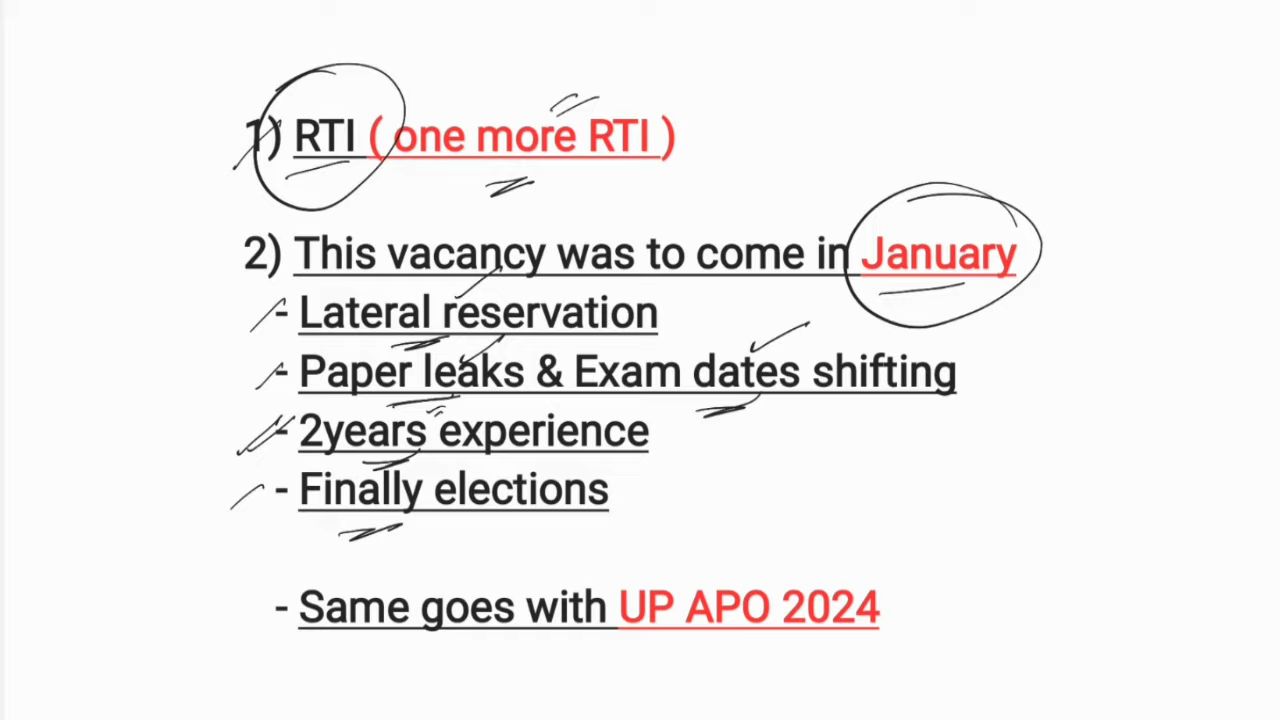 1) RTI ( one more RTI )
2) This vacancy was to come in January
- Lateral reservation
- Paper leaks & Exam dates shifting
- 2years experience
- Finally elections
- Same goes with UP APO 2024